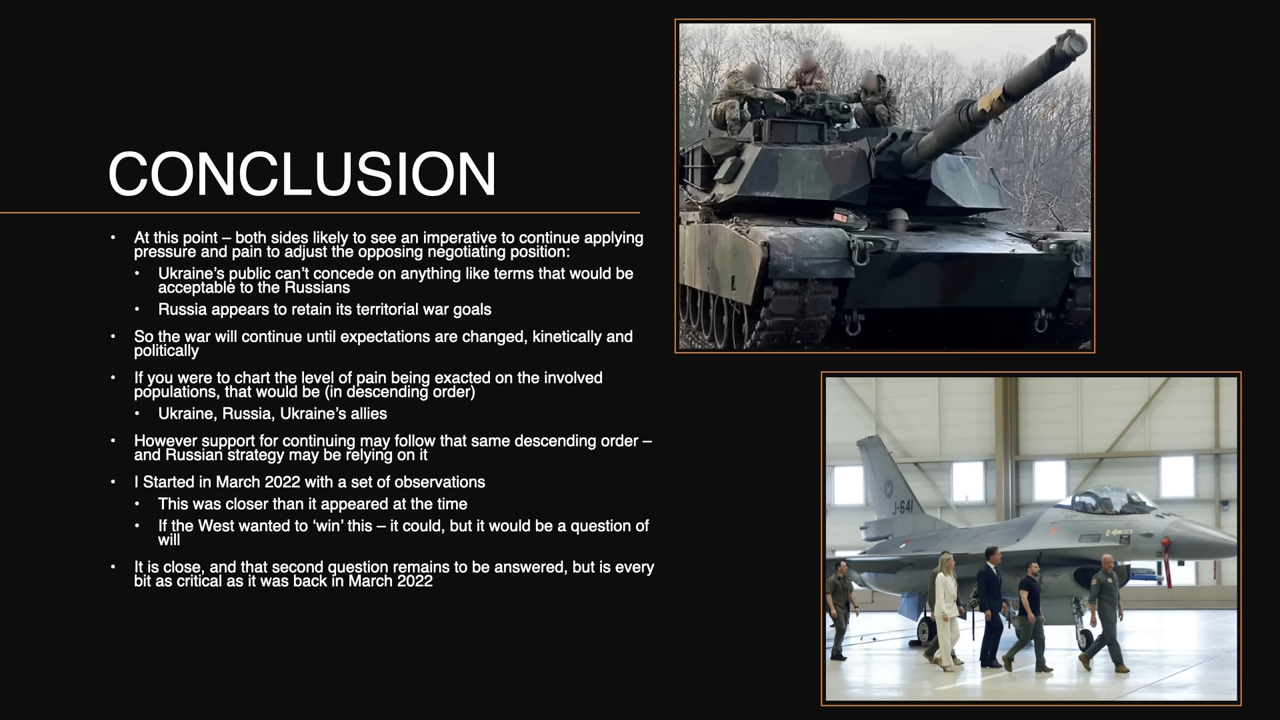 CONCLUSION
• At this point – both sides likely to see an imperative to continue applying
pressure and pain to adjust the opposing negotiating position:
• Ukraine’s public can’t concede on anything like terms that would be
acceptable to the Russians
• Russia appears to retain its territorial war goals
• So the war will continue until expectations are changed, kinetically and
politically
• If you were to chart the level of pain being exacted on the involved
populations, that would be (in descending order)
• Ukraine, Russia, Ukraine’s allies
• However support for continuing may follow that same descending order –
and Russian strategy may be relying on it
• I Started in March 2022 with a set of observations
• This was closer than it appeared at the time
• If the West wanted to ‘win’ this – it could, but it would be a question of
will
• It is close, and that second question remains to be answered, but is every
bit as critical as it was back in March 2022
J-641